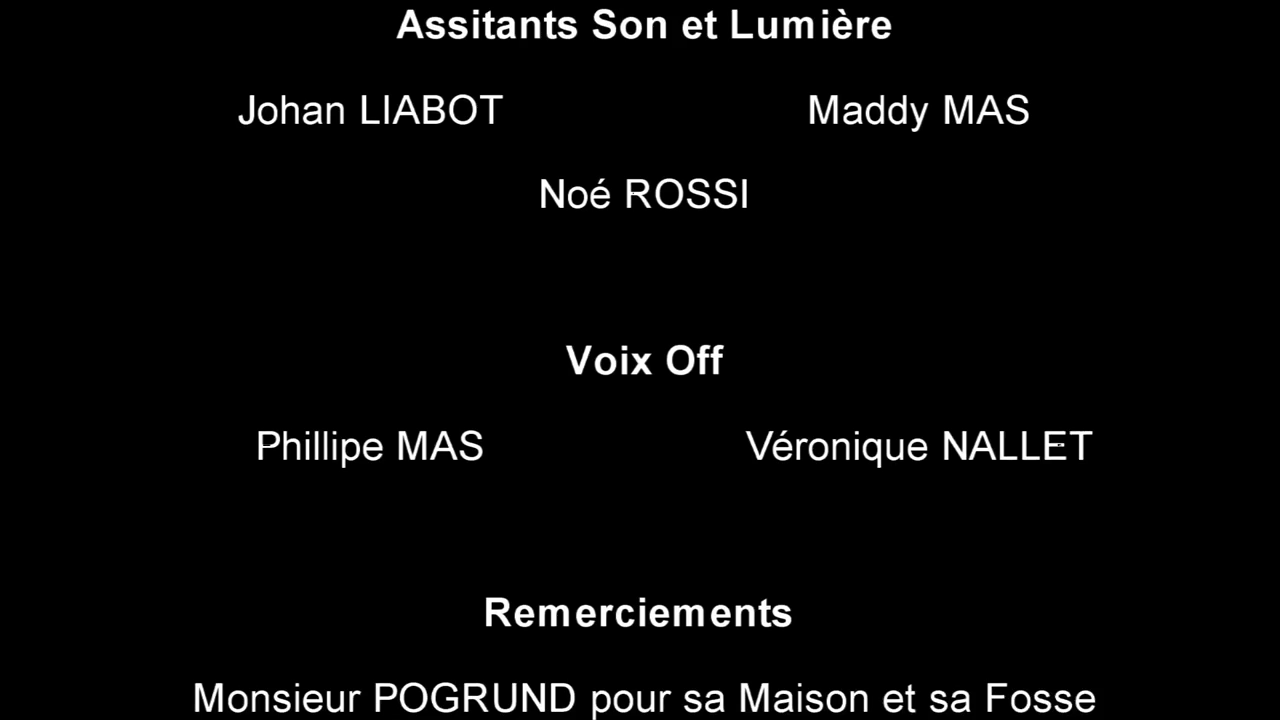 Assitants Son et Lumière
Johan LIABOT Maddy MAS
Noé ROSSI
Voix Off
Phillipe MAS Véronique NALLET
Remerciements
Monsieur POGRUND pour sa Maison et sa Fosse